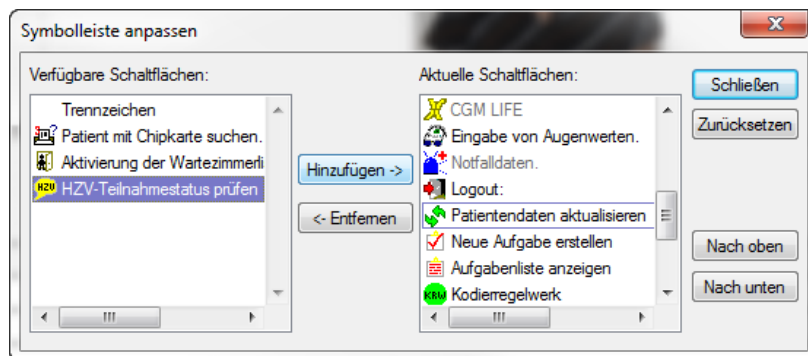 Symbolleiste anpassen
Verfügbare Schaltflächen:
Trennzeichen
Patient mit Chipkarte suchen.
Aktivierung der Wartezimmerli
HZV HZV-Teilnahmestatus prüfen
Hinzufügen ->
<- Entfernen
Aktuelle Schaltflächen:
CGM LIFE
Eingabe von Augenwerten.
Notfalldaten.
Logout:
Patientendaten aktualisieren
Neue Aufgabe erstellen
Aufgabenliste anzeigen
KRW Kodierregelwerk
Schließen
Zurücksetzen
Nach oben
Nach unten